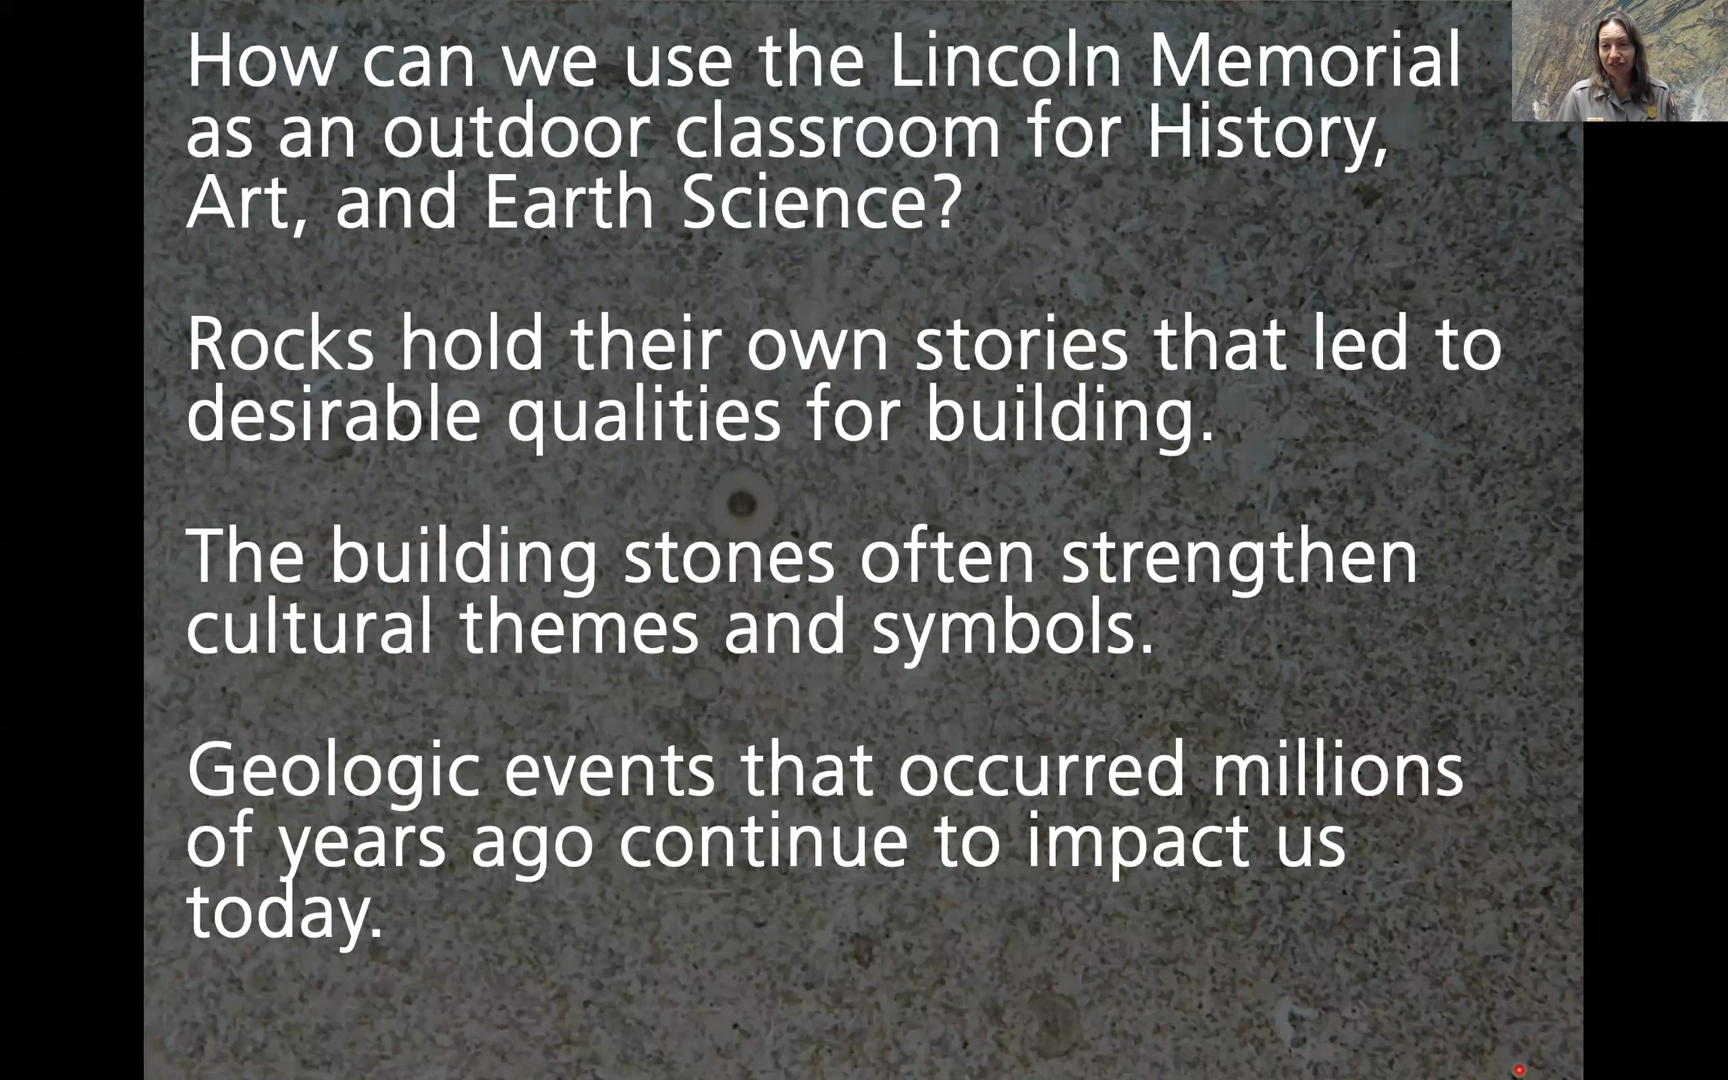 How can we use the Lincoln Memorial
as an outdoor classroom for History,
Art, and Earth Science?
Rocks hold their own stories that led to
desirable qualities for building.
The building stones often strengthen
cultural themes and symbols.
Geologic events that occurred millions
of years ago continue to impact us
today.